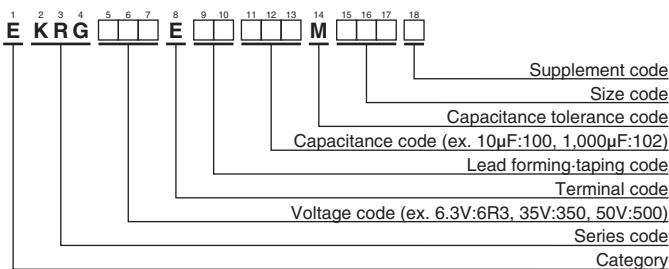 1 2 3 4 5 6 7 8 9 10 11 12 13 14 15 16 17 18
E KRG E M
Supplement code
Size code
Capacitance tolerance code
Capacitance code (ex. 10µF:100, 1,000µF:102)
Lead forming·taping code
Terminal code
Voltage code (ex. 6.3V:6R3, 35V:350, 50V:500)
Series code
Category